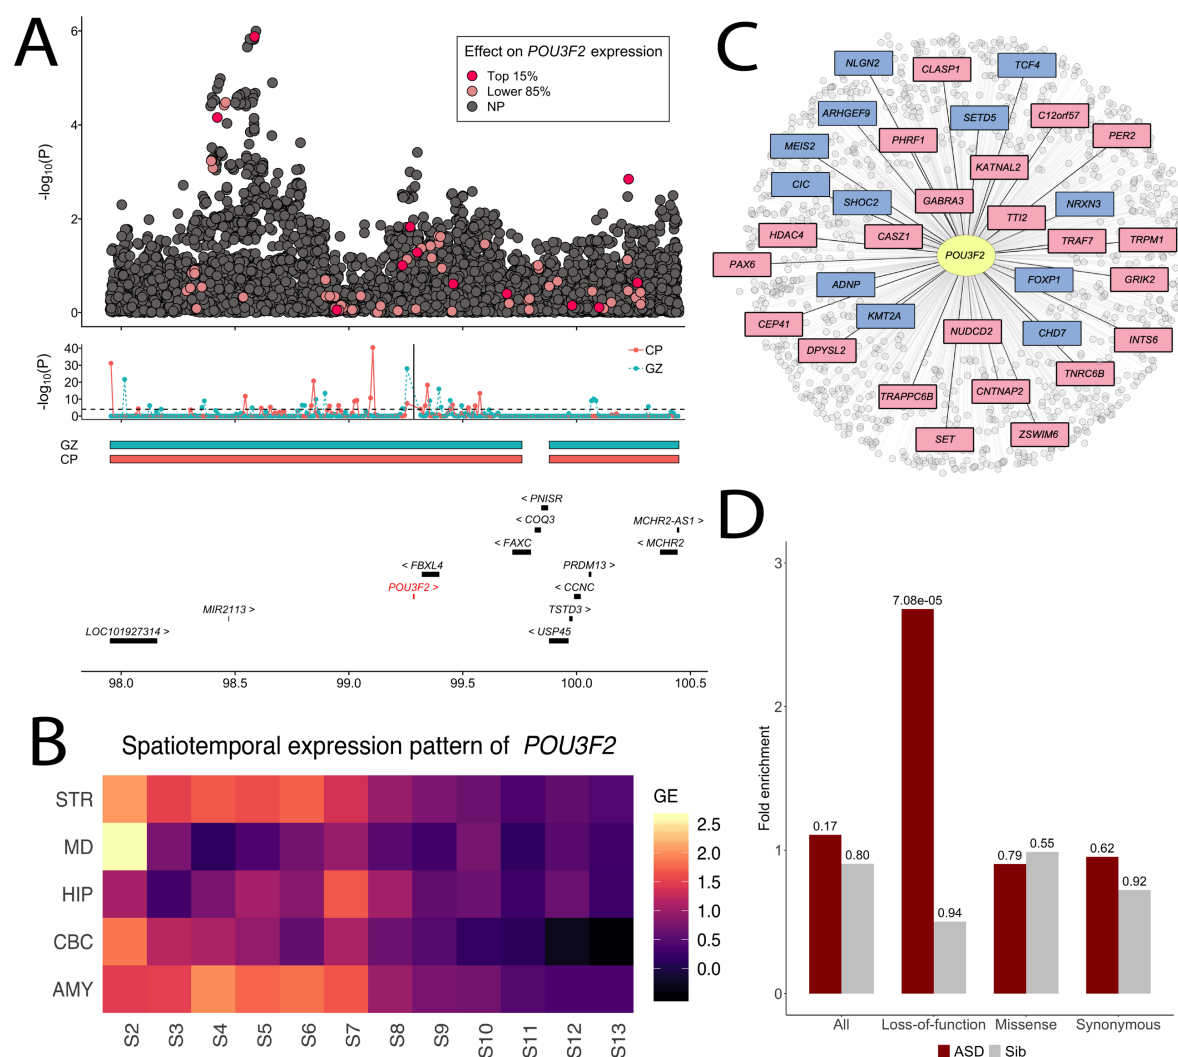 A
6
4
2
0
-log10(P)
Effect on POU3F2 expression
Top 15%
Lower 85%
NP
40
30
20
10
0
-log10(P)
CP
GZ
GZ
CP
< PNISR
< COQ3
MCHR2-AS1 >
< FAXC
< MCHR2
< FBXL4
PRDM13 >
POU3F2 >
< CCNC
MIR2113 >
TSTD3 >
LOC101927314 >
< USP45
98.0
98.5
99.0
99.5
100.0
100.5
B
Spatiotemporal expression pattern of POU3F2
STR
MD
HIP
CBC
AMY
S2
S3
S4
S5
S6
S7
S8
S9
S10
S11
S12
S13
GE
2.5
2.0
1.5
1.0
0.5
0.0
C
NLGN2
CLASP1
TCF4
ARHGEF9
SETD5
C12orf57
PHRF1
PER2
MEIS2
KATNAL2
CIC
SHOC2
GABRA3
NRXN3
TTI2
HDAC4
CASZ1
TRAF7
TRPM1
PAX6
POU3F2
ADNP
FOXP1
GRIK2
KMT2A
CEP41
NUDCD2
CHD7
INTS6
DPYSL2
TNRC6B
TRAPPC6B
CNTNAP2
SET
ZSWIM6
D
Fold enrichment
3
2
1
0
0.17
0.80
7.08e-05
0.94
0.79
0.55
0.62
0.92
All
Loss-of-function
Missense
Synonymous
ASD
Sib